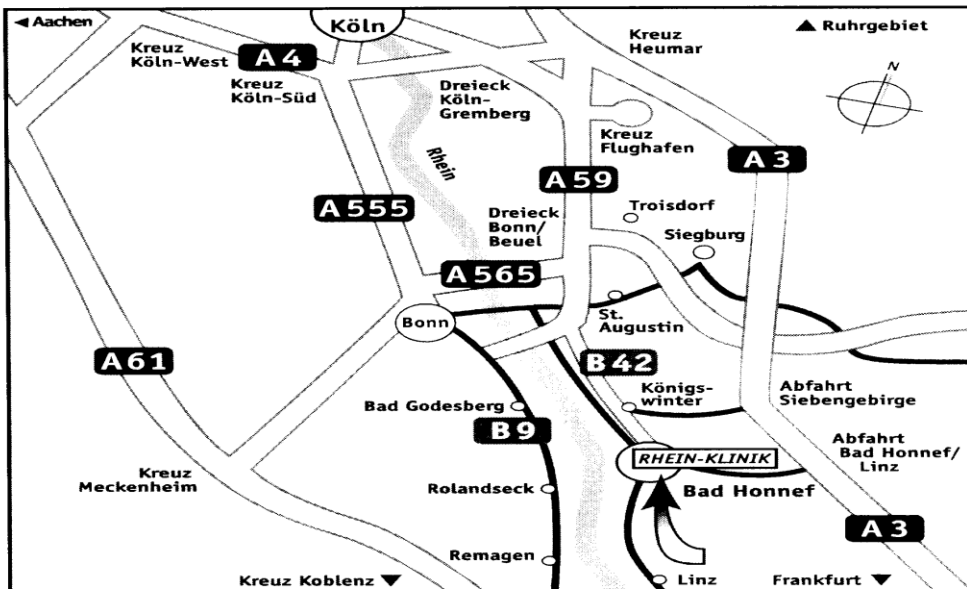 Aachen
Köln
Ruhrgebiet
Kreuz
Köln-West
A 4
Kreuz
Heumar
N
Kreuz
Köln-Süd
Dreieck
Köln-
Gremberg
Rhein
Kreuz
Flughafen
A 3
A 59
A 555
Dreieck
Bonn/
Beuel
Troisdorf
Siegburg
A 565
St.
Augustin
Bonn
A 61
B 42
Königs-
winter
Abfahrt
Siebengebirge
Bad Godesberg
B 9
Abfahrt
Bad Honnef/
Linz
RHEIN-KLINIK
Kreuz
Meckenheim
Rolandseck
Bad Honnef
A 3
Remagen
Kreuz Koblenz
Linz
Frankfurt